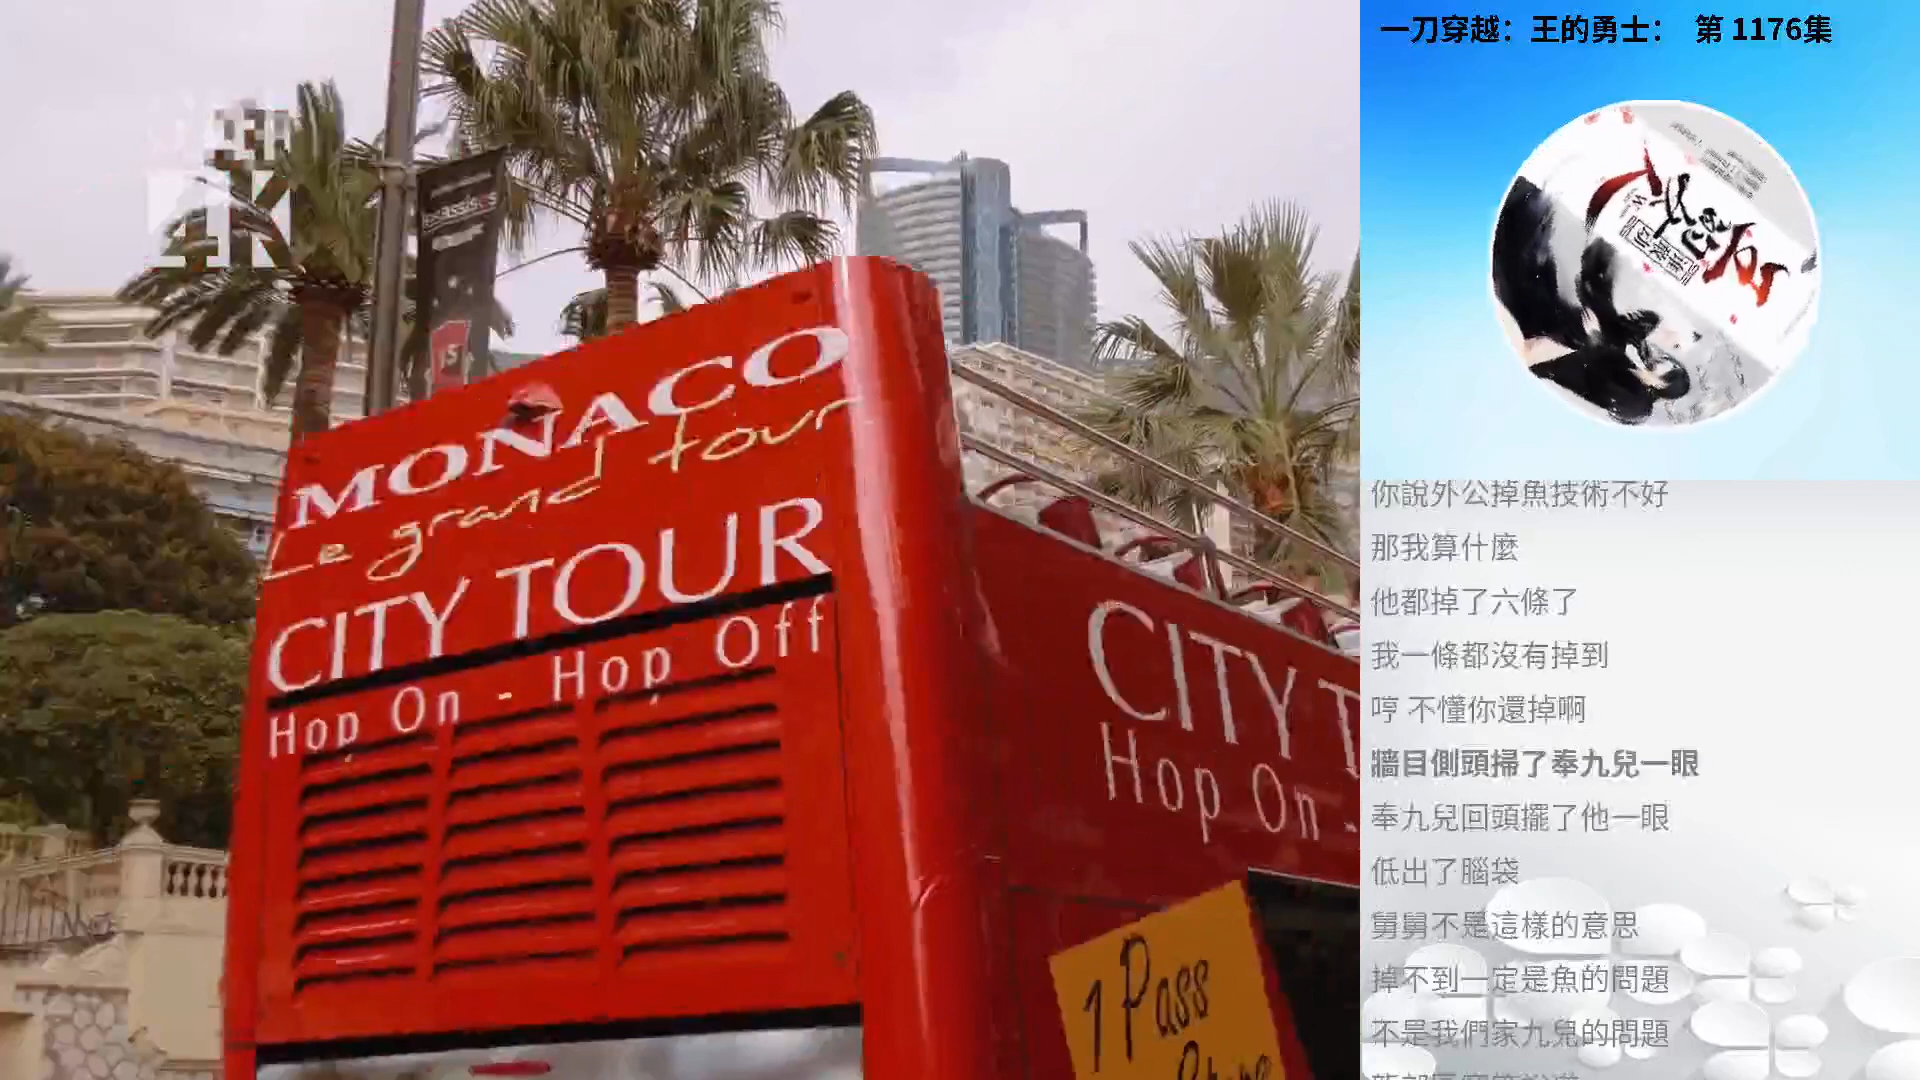 一刀穿越：王的勇士： 第 1176集
4K
MONACO
Le grand tour
CITY TOUR
Hop On - Hop Off
CITY T
Hop On -
1 Pass
你說外公掉魚技術不好
那我算什麼
他都掉了六條了
我一條都沒有掉到
哼 不懂你還掉啊
牆目側頭掃了奉九兒一眼
奉九兒回頭擺了他一眼
低出了腦袋
舅舅不是這樣的意思
掉不到一定是魚的問題
不是我們家九兒的問題